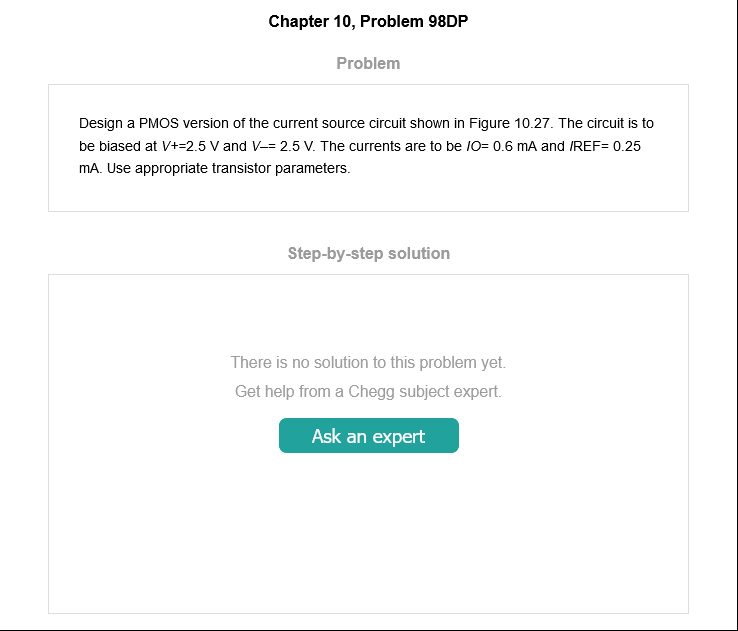 Chapter 10, Problem 98DP
Problem
Design a PMOS version of the current source circuit shown in Figure 10.27. The circuit is to
be biased at V+=2.5 V and V–= 2.5 V. The currents are to be IO= 0.6 mA and IREF= 0.25
mA. Use appropriate transistor parameters.
Step-by-step solution
There is no solution to this problem yet.
Get help from a Chegg subject expert.
Ask an expert